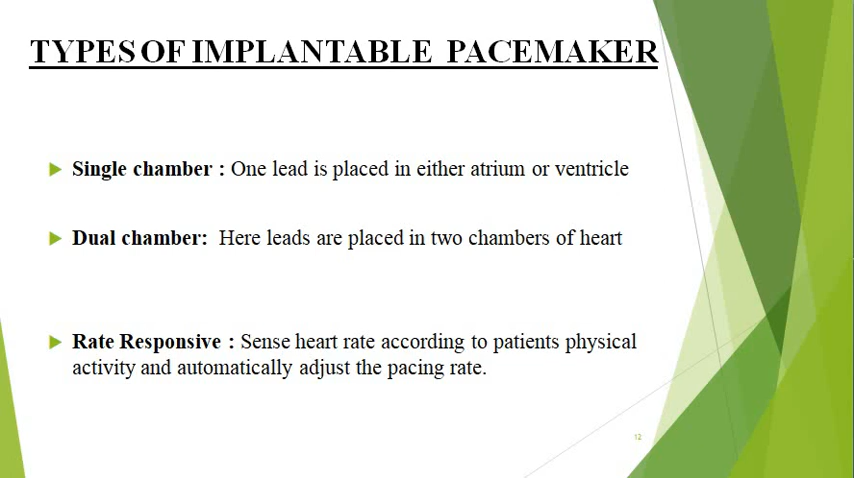 TYPES OF IMPLANTABLE PACEMAKER
Single chamber : One lead is placed in either atrium or ventricle
Dual chamber: Here leads are placed in two chambers of heart
Rate Responsive : Sense heart rate according to patients physical
activity and automatically adjust the pacing rate.
12